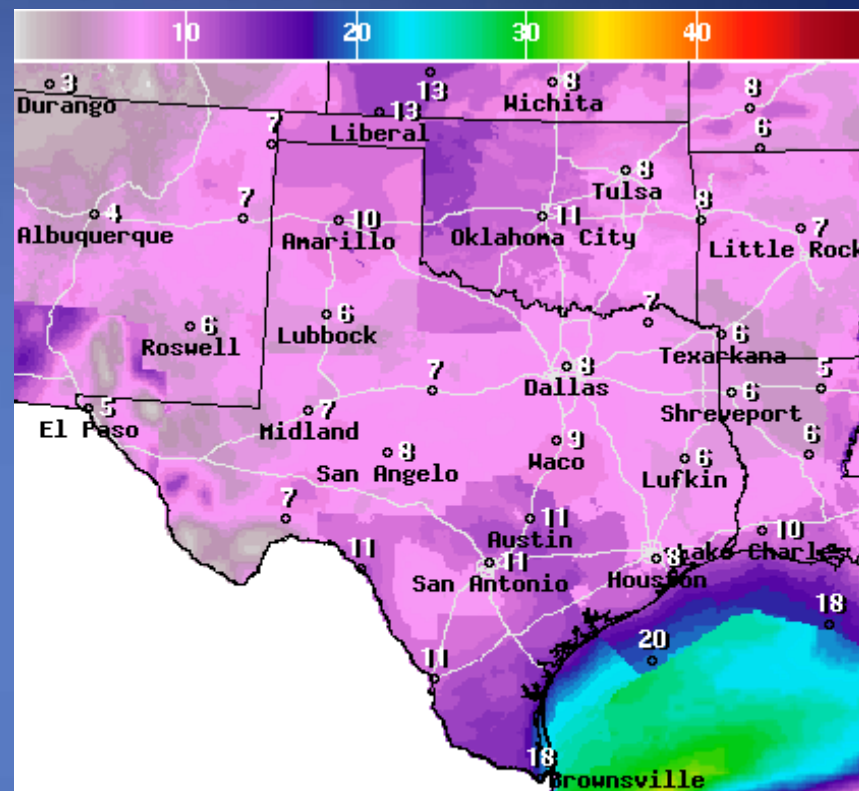 10 20 30 40
3
Durango
13
8
Wichita
8
13
Liberal
7
6
8
Tulsa
4
Albuquerque
7
10
Amarillo
11
Oklahoma City
8
7
Little Rock
6
Roswell
6
Lubbock
7
6
Texarkana
8
Dallas
5
El Paso
7
Midland
7
6
Shreveport
5
8
San Angelo
9
Waco
6
Lufkin
6
7
11
Austin
10
Lake Charles
11
11
San Antonio
8
Houston
18
20
11
18
Brownsville